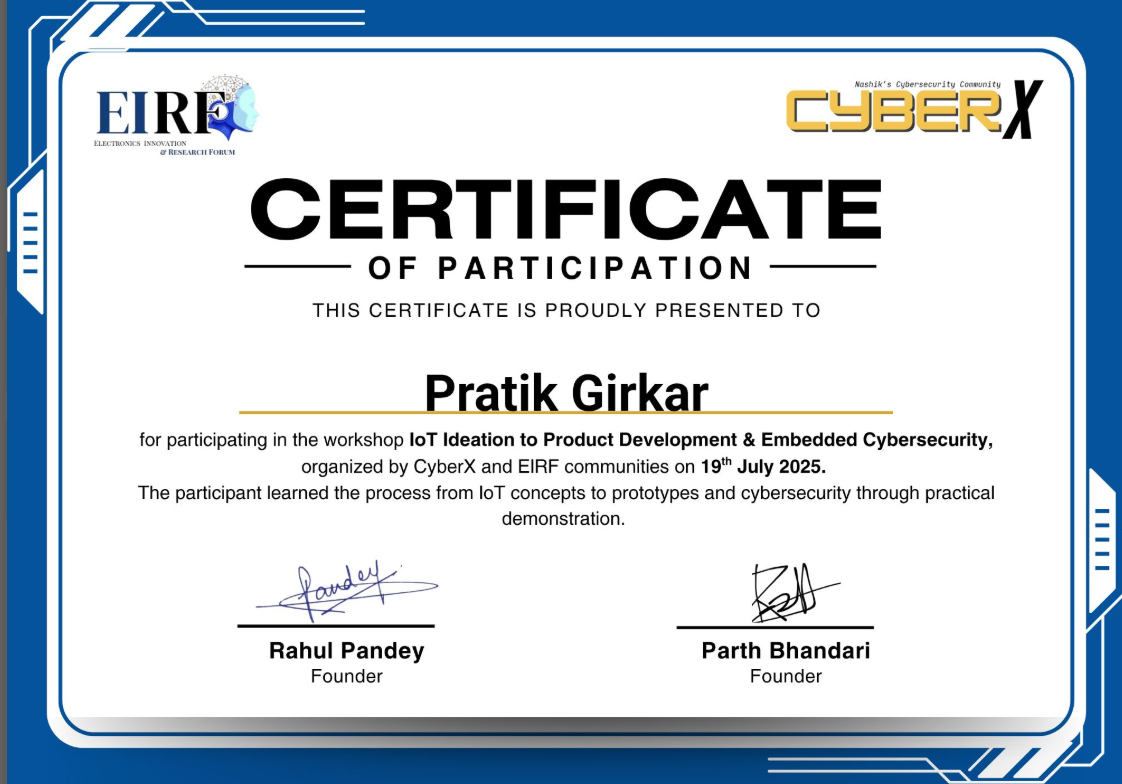 EIRF
ELECTRONICS INNOVATION
& RESEARCH FORUM
Nashik's Cybersecurity Community
CYBERX
CERTIFICATE
OF PARTICIPATION
THIS CERTIFICATE IS PROUDLY PRESENTED TO
Pratik Girkar
for participating in the workshop IoT Ideation to Product Development & Embedded Cybersecurity,
organized by CyberX and EIRF communities on 19th July 2025.
The participant learned the process from IoT concepts to prototypes and cybersecurity through practical
demonstration.
Pandey
Rahul Pandey
Founder
Parth Bhandari
Founder